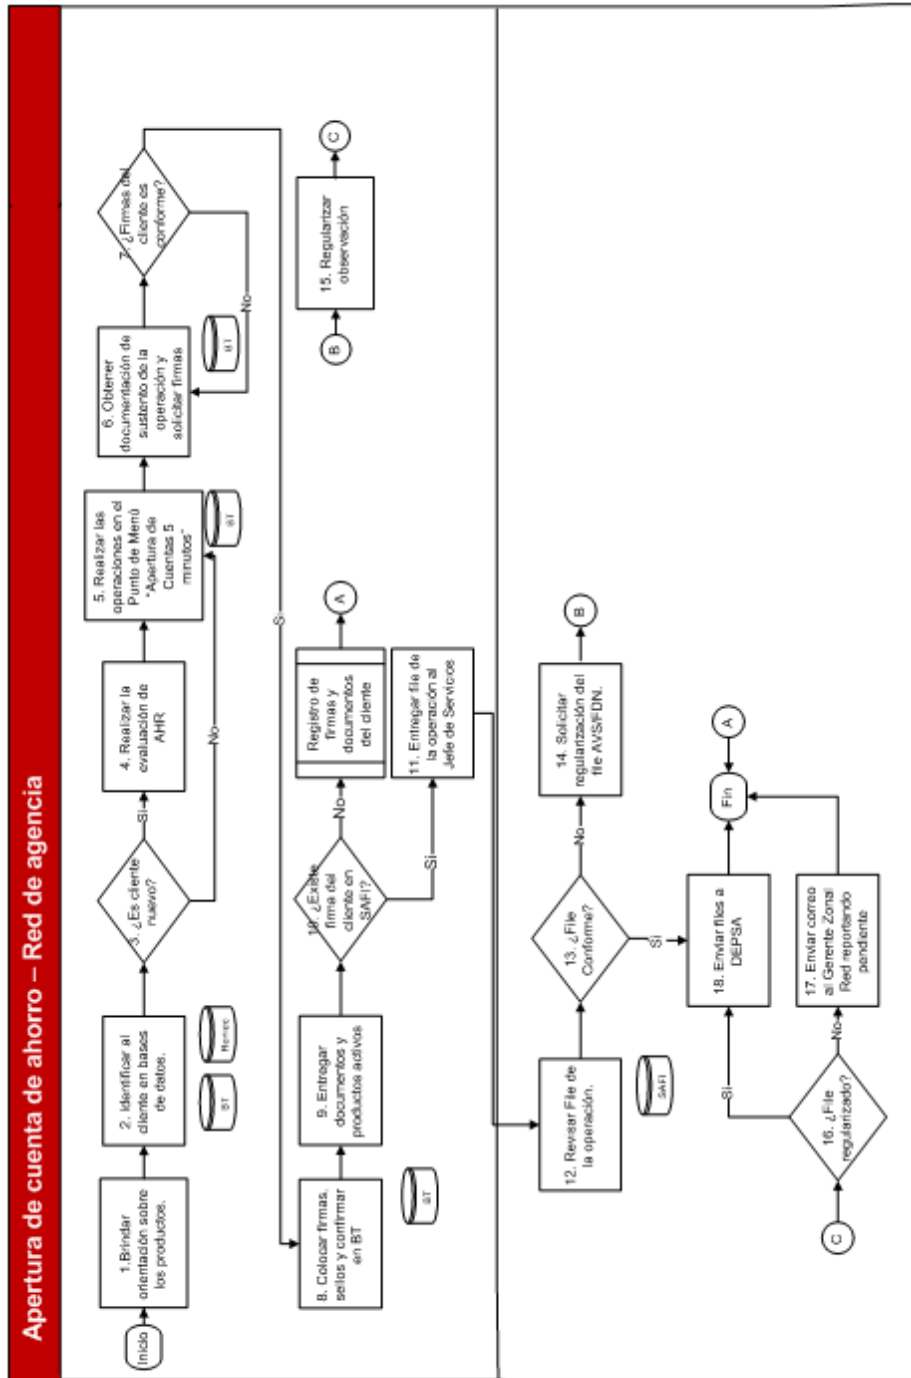 Apertura de cuenta de ahorro – Red de agencia
Inicio
1.Brindar
orientación sobre
los productos.
2. Identificar al
cliente en bases
de datos.
BT
3. ¿Es cliente
nuevo?
Si
No
4. Realizar la
evaluación de
AHR
5. Realizar las
operaciones en el
Punto de Menú
"Apertura de
Cuentas 5
minutos"
BT
6. Obtener
documentación de
sustento de la
operación y
solicitar firmas
BT
7. ¿Firmas del
cliente es
conforme?
No
Si
8. Colocar firmas,
sellos y confirmar
en BT
BT
9. Entregar
documentos y
productos activos
10. ¿Existe
firma del
cliente en
SAFI?
No
Si
Registro de
firmas y
documentos
del cliente
A
11. Entregar file de
la operación al
Jefe de Servicios
B
15. Regularizar
observación
C
12. Revisar File de
la operación.
SAFI
13. ¿File
Conforme?
No
Si
14. Solicitar
regularización del
file AVS/FDN.
B
C
16. ¿File
regularizado?
Si
No
18. Enviar files a
DEPSA
17. Enviar correo
al Gerente Zonal
Red reportando
pendiente
Fin
A